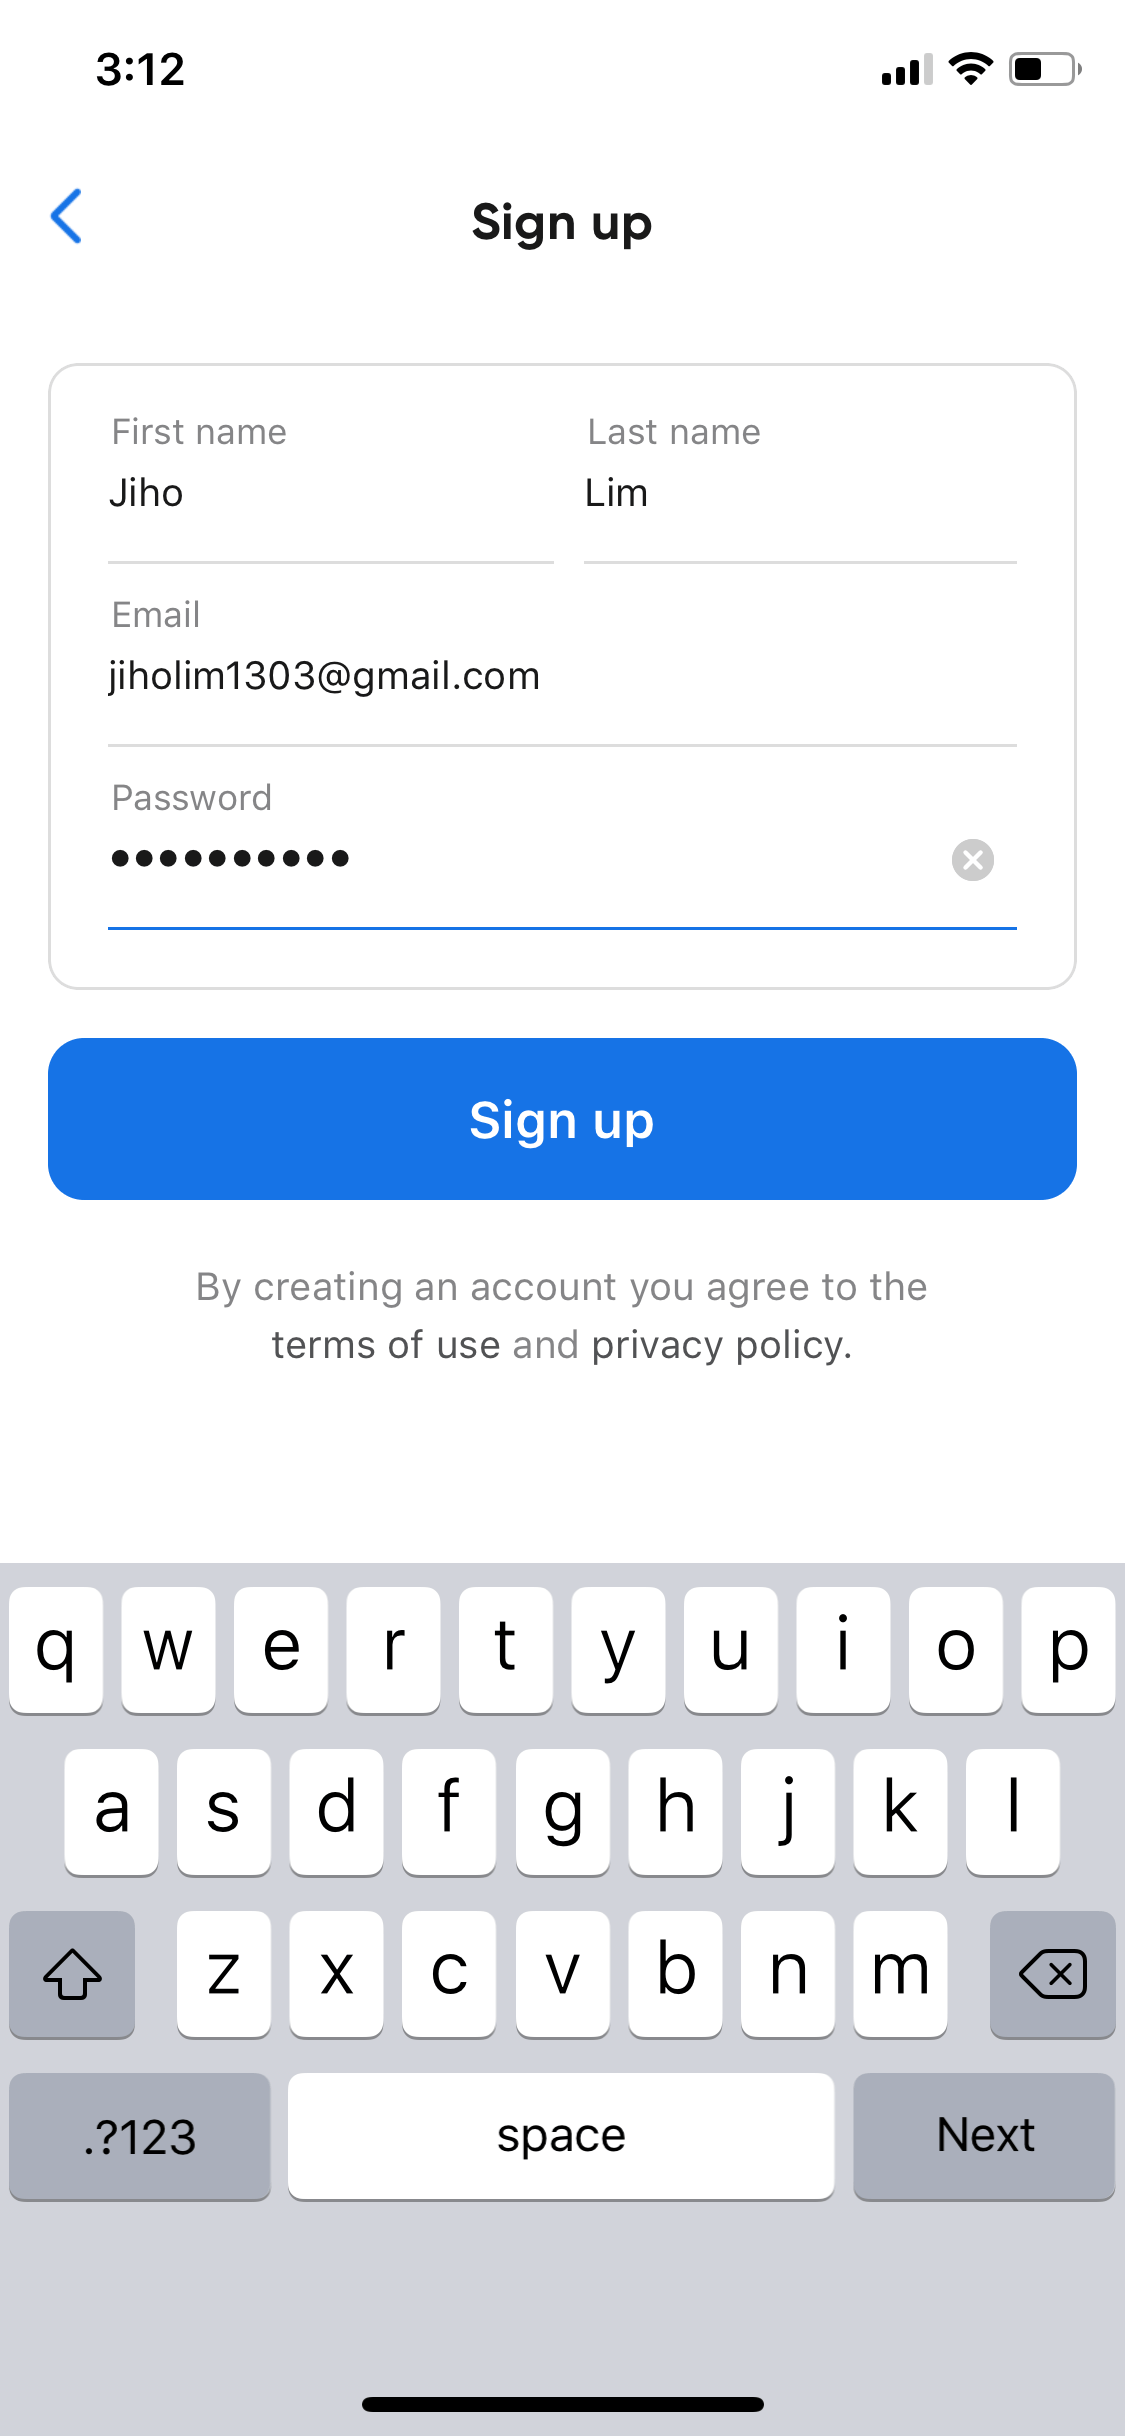 3:12
Sign up
First name Last name
Jiho Lim
Email
jiholim1303@gmail.com
Password
••••••••••
Sign up
By creating an account you agree to the
terms of use and privacy policy.
q w e r t y u i o p
a s d f g h j k l
z x c v b n m
.?123 space Next